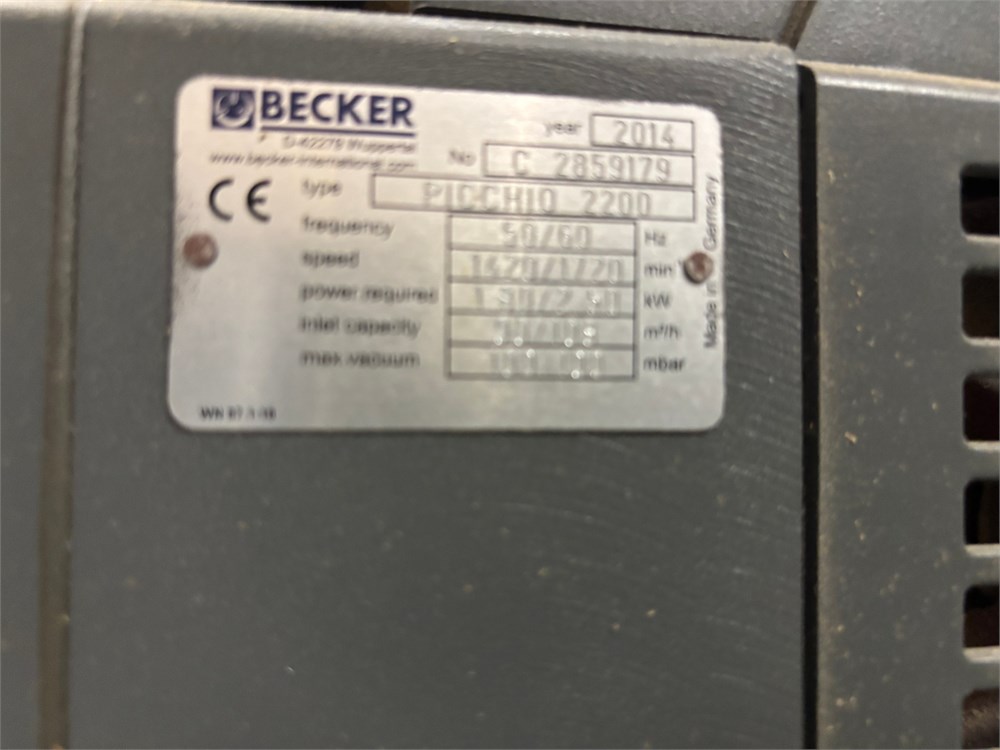 BECKER
D-42279 Wuppertal
www.becker-international.com
year 2014
No C 2859179
type PICCHIO 2200
frequency 50/60 Hz
speed 1420/1720 min
power required kW
inlet capacity m³/h
max.vacuum mbar
CE
Made in Germany